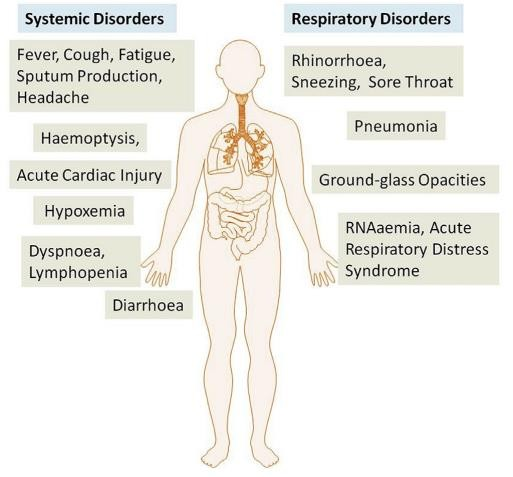 Systemic Disorders
Fever, Cough, Fatigue,
Sputum Production,
Headache
Haemoptysis,
Acute Cardiac Injury
Hypoxemia
Dyspnoea,
Lymphopenia
Diarrhoea
Respiratory Disorders
Rhinorrhoea,
Sneezing, Sore Throat
Pneumonia
Ground-glass Opacities
RNAaemia, Acute
Respiratory Distress
Syndrome